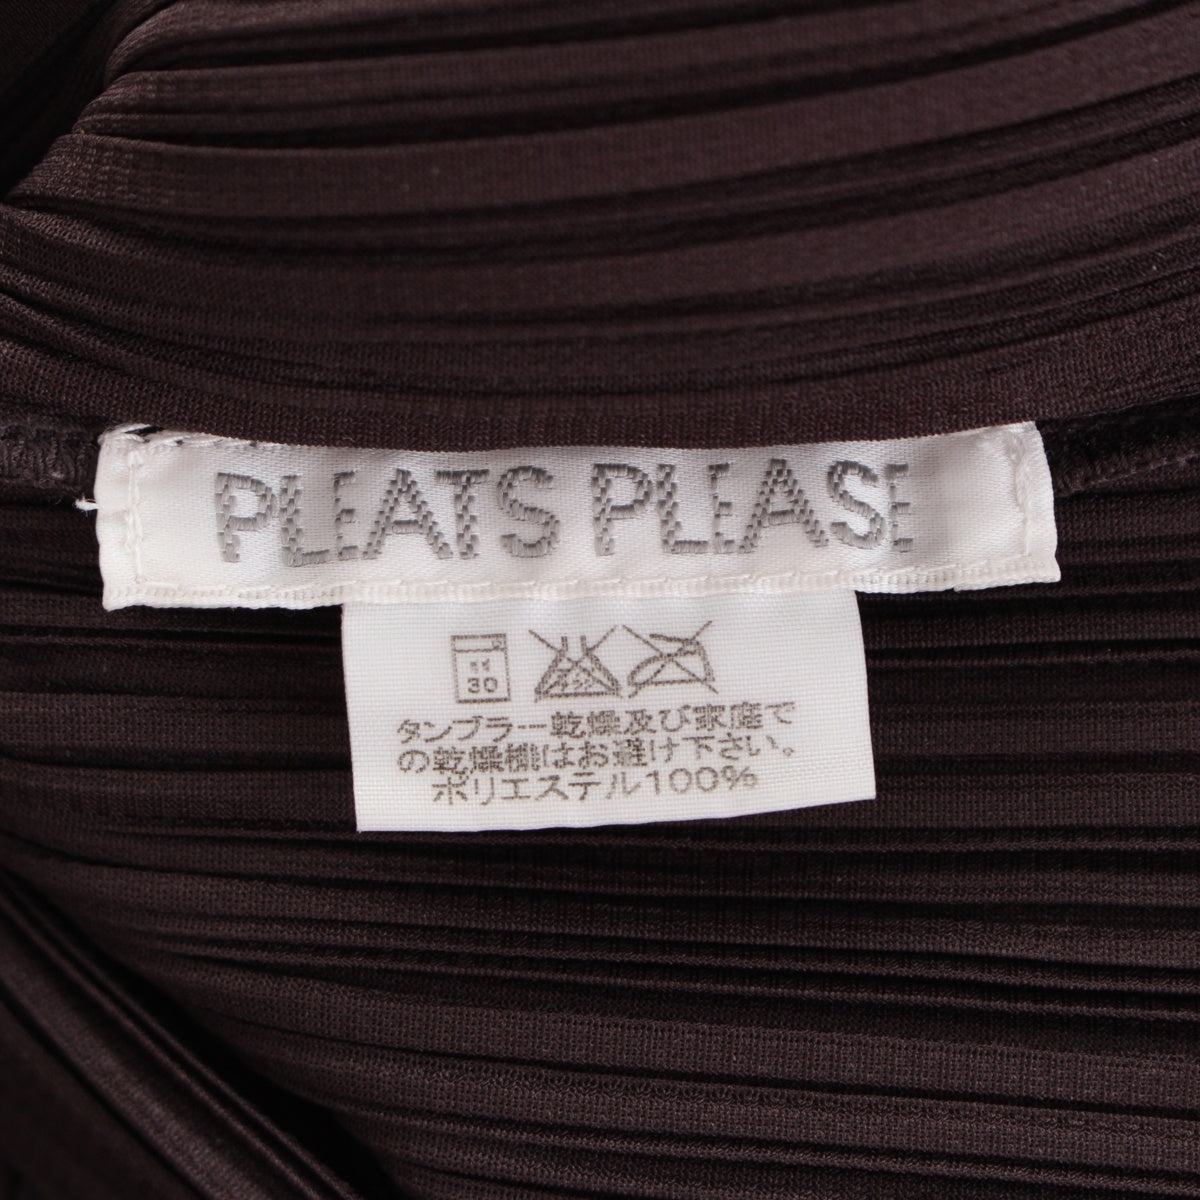 PLEATS PLEASE
30
タンブラー乾燥及び家庭で
の乾燥機はお避け下さい。
ポリエステル100%